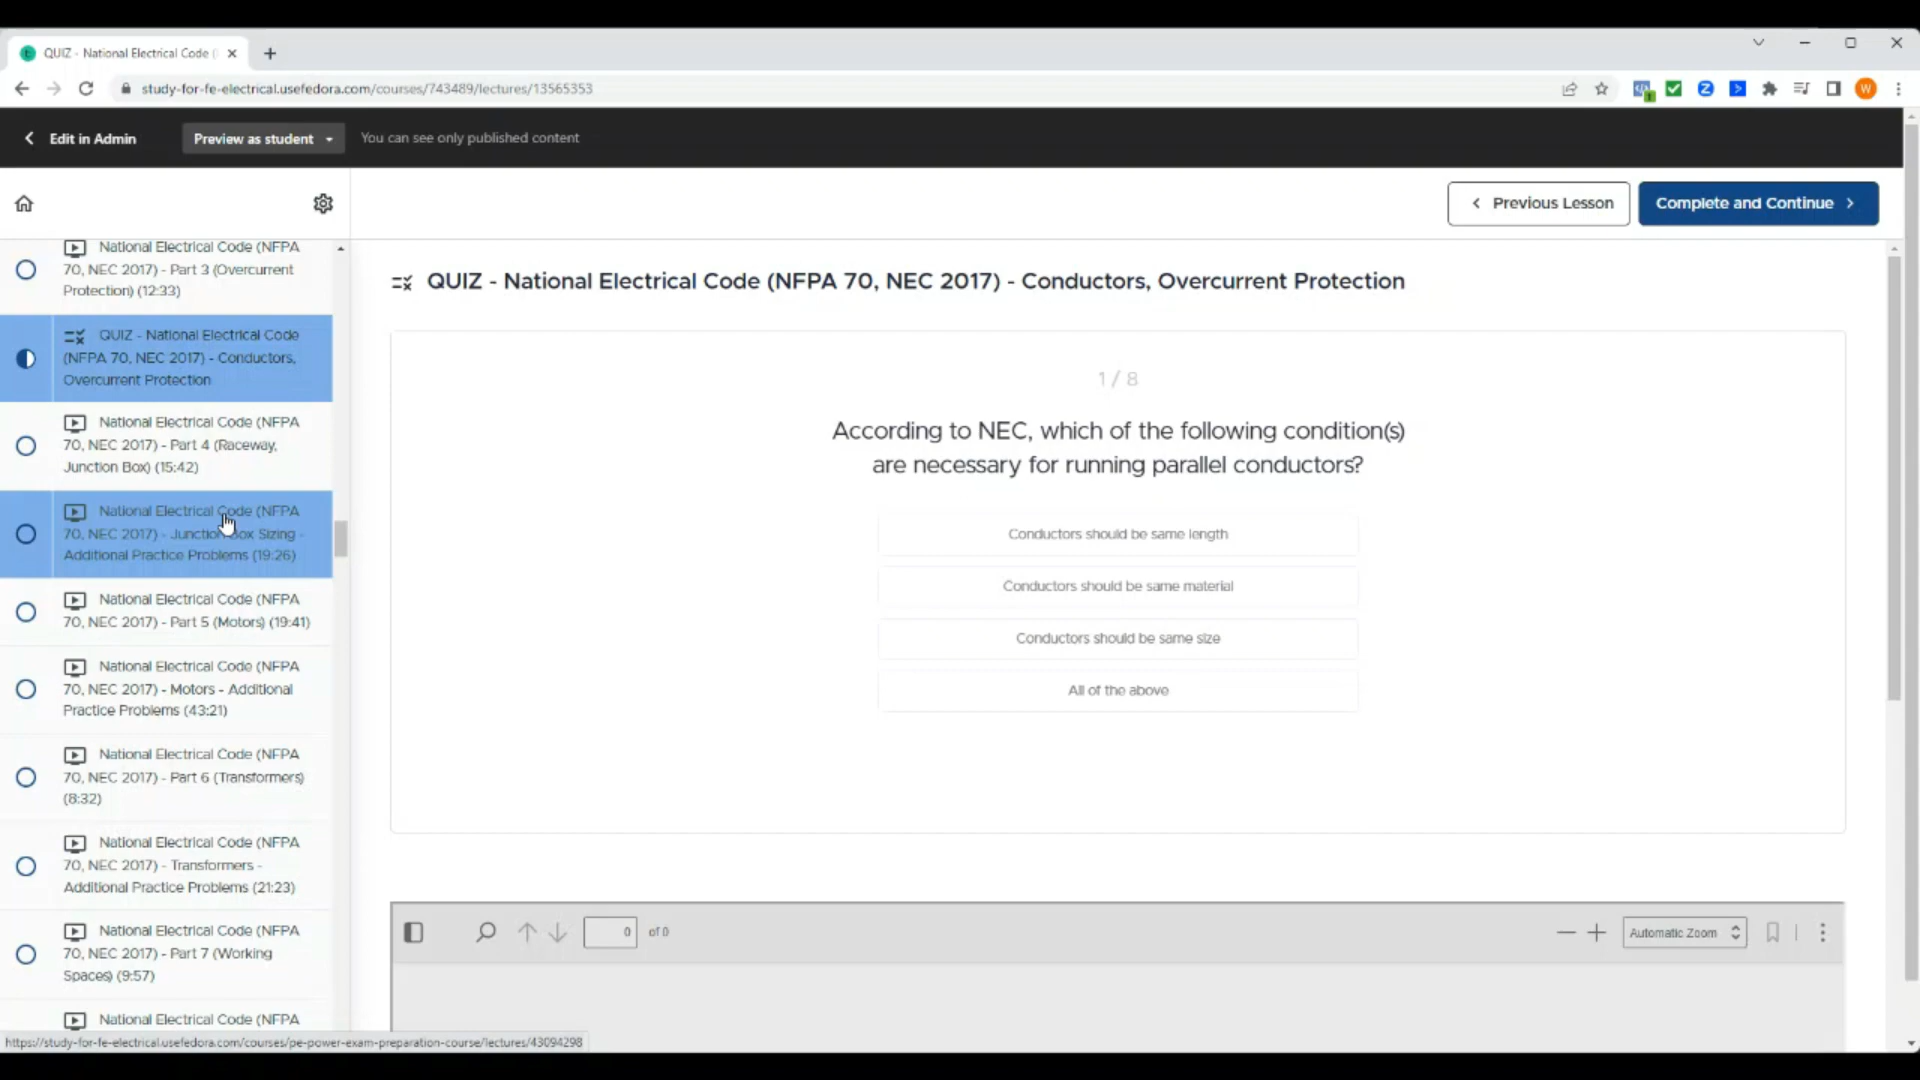 QUIZ - National Electrical Code (
study-for-fe-electrical.usefedora.com/courses/743489/lectures/13565353
W
Edit in Admin
Preview as student
You can see only published content
Previous Lesson
Complete and Continue
National Electrical Code (NFPA
70, NEC 2017) - Part 3 (Overcurrent
Protection) (12:33)
QUIZ - National Electrical Code
(NFPA 70, NEC 2017) - Conductors,
Overcurrent Protection
National Electrical Code (NFPA
70, NEC 2017) - Part 4 (Raceway,
Junction Box) (15:42)
National Electrical Code (NFPA
70, NEC 2017) - Junction Box Sizing -
Additional Practice Problems (19:26)
National Electrical Code (NFPA
70, NEC 2017) - Part 5 (Motors) (19:41)
National Electrical Code (NFPA
70, NEC 2017) - Motors - Additional
Practice Problems (43:21)
National Electrical Code (NFPA
70, NEC 2017) - Part 6 (Transformers)
(8:32)
National Electrical Code (NFPA
70, NEC 2017) - Transformers -
Additional Practice Problems (21:23)
National Electrical Code (NFPA
70, NEC 2017) - Part 7 (Working
Spaces) (9:57)
National Electrical Code (NFPA
QUIZ - National Electrical Code (NFPA 70, NEC 2017) - Conductors, Overcurrent Protection
1 / 8
According to NEC, which of the following condition(s)
are necessary for running parallel conductors?
Conductors should be same length
Conductors should be same material
Conductors should be same size
All of the above
0 of 0
Automatic Zoom
https://study-for-fe-electrical.usefedora.com/courses/pe-power-exam-preparation-course/lectures/43094298